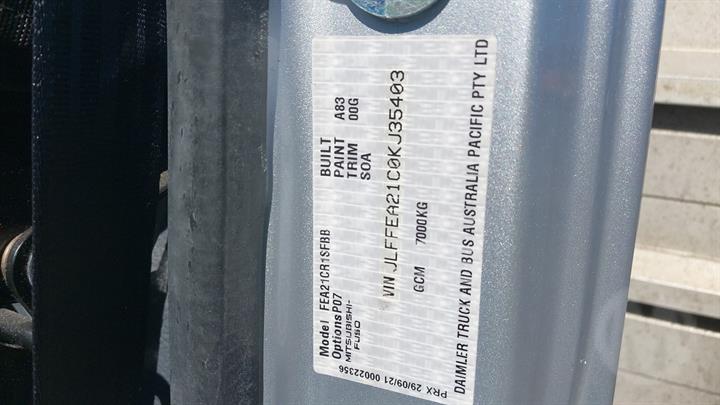 Model FEA21CR1SFBB BUILT
Options P07 PAINT A83
MITSUBISHI- TRIM 00G
FUSO SOA
VIN JLFFEA21C0KJ35403
GCM 7000KG
PRX 29/09/21 00022356
DAIMLER TRUCK AND BUS AUSTRALIA PACIFIC PTY LTD